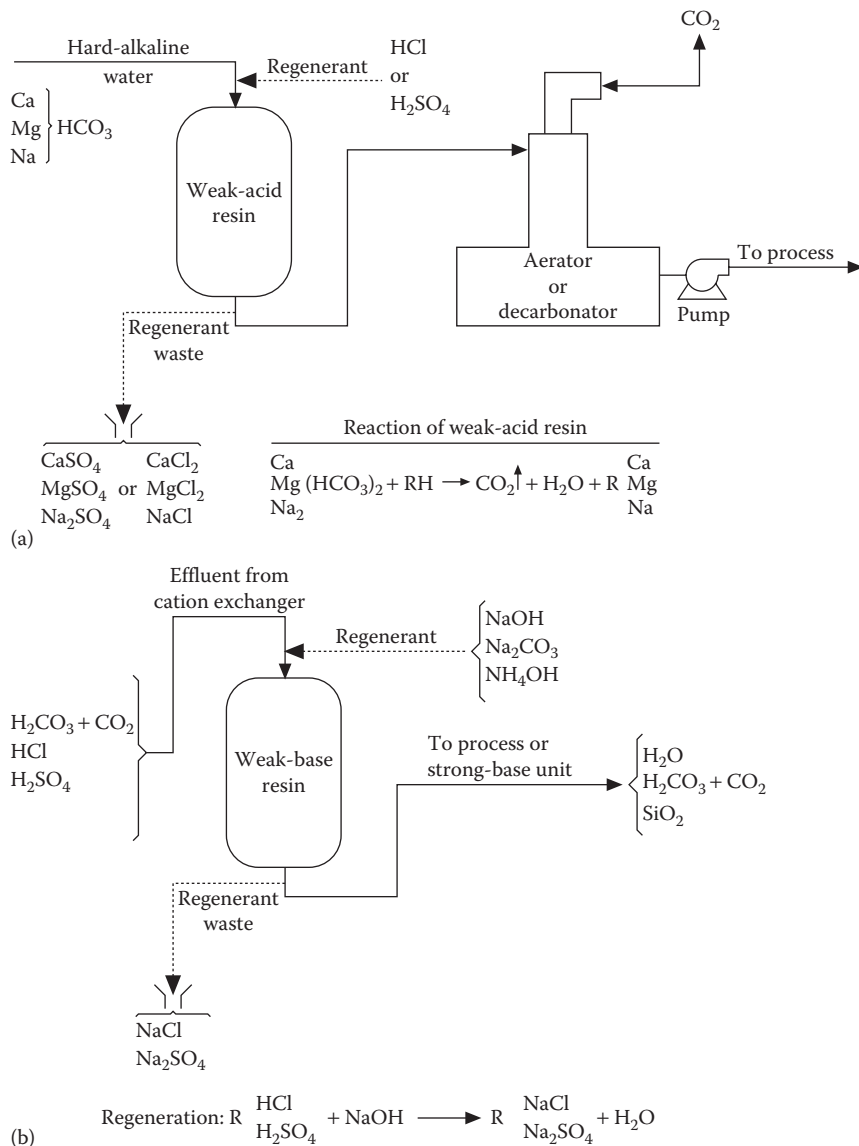 Hard-alkaline
water
Regenerant
HCl
or
H₂SO₄
Ca
Mg
Na
HCO₃
Weak-acid
resin
CO₂
Aerator
or
decarbonator
To process
Pump
Regenerant
waste
CaSO₄
MgSO₄
Na₂SO₄
or
CaCl₂
MgCl₂
NaCl
Reaction of weak-acid resin
Ca
Mg (HCO₃)₂ + RH → CO₂↑ + H₂O + R Mg
Na₂
Ca
Na
(a)
Effluent from
cation exchanger
Regenerant
NaOH
Na₂CO₃
NH₄OH
H₂CO₃ + CO₂
HCl
H₂SO₄
Weak-base
resin
To process or
strong-base unit
H₂O
H₂CO₃ + CO₂
SiO₂
Regenerant
waste
NaCl
Na₂SO₄
Regeneration: R HCl H₂SO₄ + NaOH → R NaCl Na₂SO₄ + H₂O
(b)